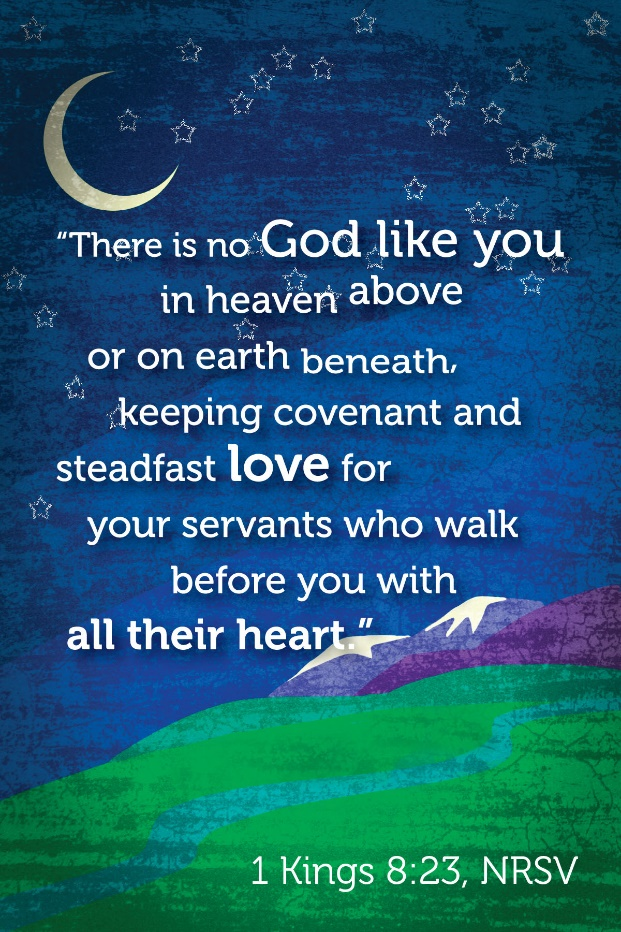 “There is no God like you
in heaven above
or on earth beneath,
keeping covenant and
steadfast love for
your servants who walk
before you with
all their heart.”
1 Kings 8:23, NRSV